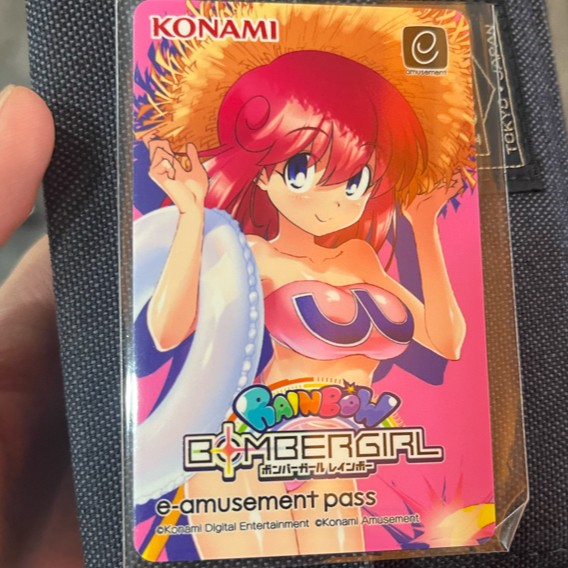 KONAMI
e
amusement
TOKYO • JAPAN
RAINBOW
BOMBERGIRL
ボンバーガール レインボー
e-amusement pass
©Konami Digital Entertainment ©Konami Amusement